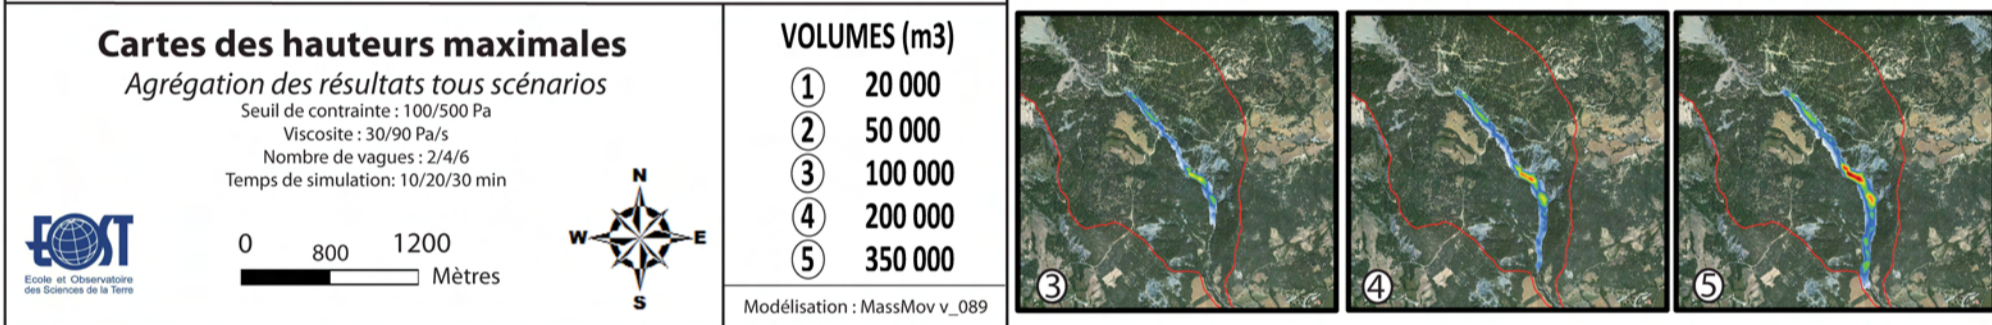 Cartes des hauteurs maximales
Agrégation des résultats tous scénarios
Seuil de contrainte : 100/500 Pa
Viscosite : 30/90 Pa/s
Nombre de vagues : 2/4/6
Temps de simulation: 10/20/30 min
EOST
Ecole et Observatoire
des Sciences de la Terre
0 800 1200
Mètres
N
W E
S
VOLUMES (m3)
1 20 000
2 50 000
3 100 000
4 200 000
5 350 000
Modélisation : MassMov v_089
3
4
5